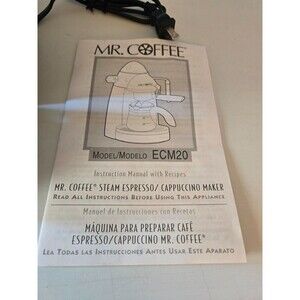 MR. COFFEE®
MODEL/MODELO ECM20
Instruction Manual with Recipes
MR. COFFEE® STEAM ESPRESSO/CAPPUCCINO MAKER
READ ALL INSTRUCTIONS BEFORE USING THIS APPLIANCE
Manuel de Instrucciones con Recetas
MÁQUINA PARA PREPARAR CAFÉ
ESPRESSO/CAPPUCCINO MR. COFFEE®
LEA TODAS LAS INSTRUCCIONES ANTES USAR ESTE APARATO